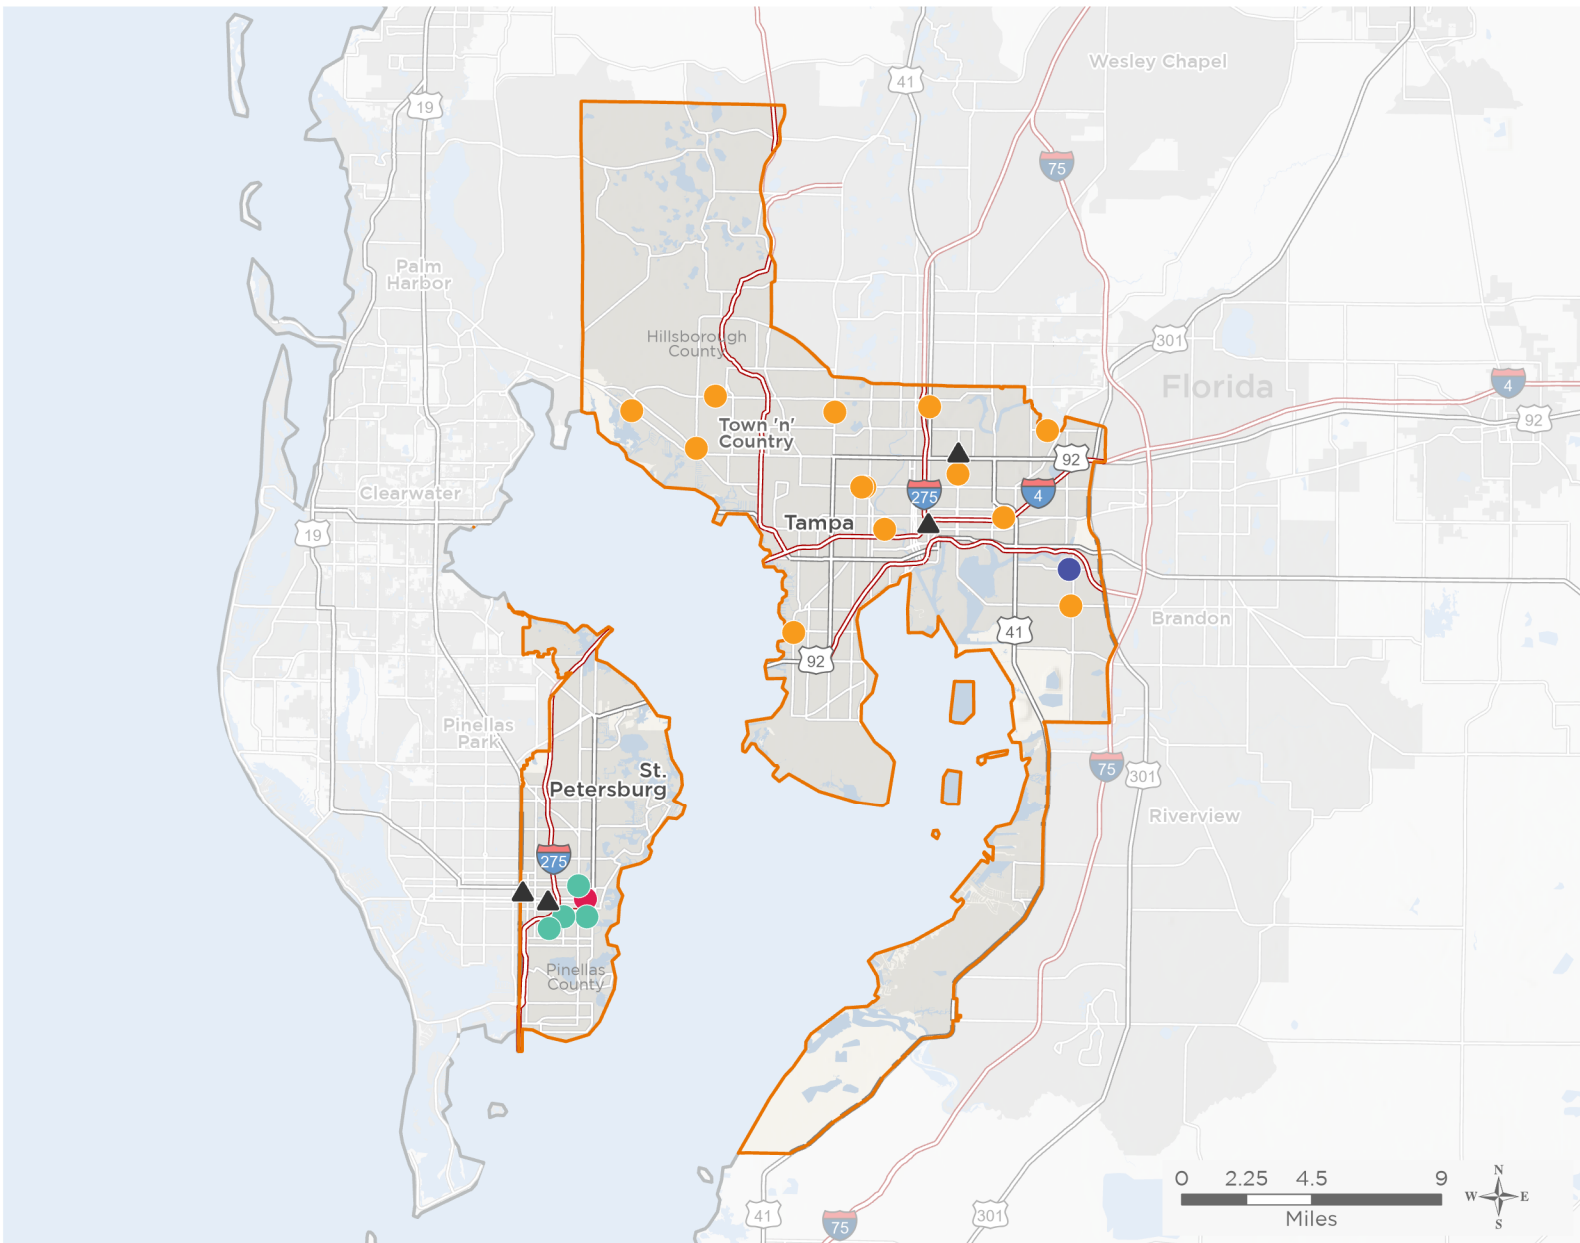 Wesley Chapel
41
19
75
Palm
Harbor
301
Hillsborough
County
4
Florida
92
Town 'n'
Country
92
Clearwater
275
4
19
Tampa
Brandon
41
92
Pinellas
Park
75
301
St.
Petersburg
Riverview
275
Pinellas
County
0 2.25 4.5 9
Miles
N
W E
S
41
75
301